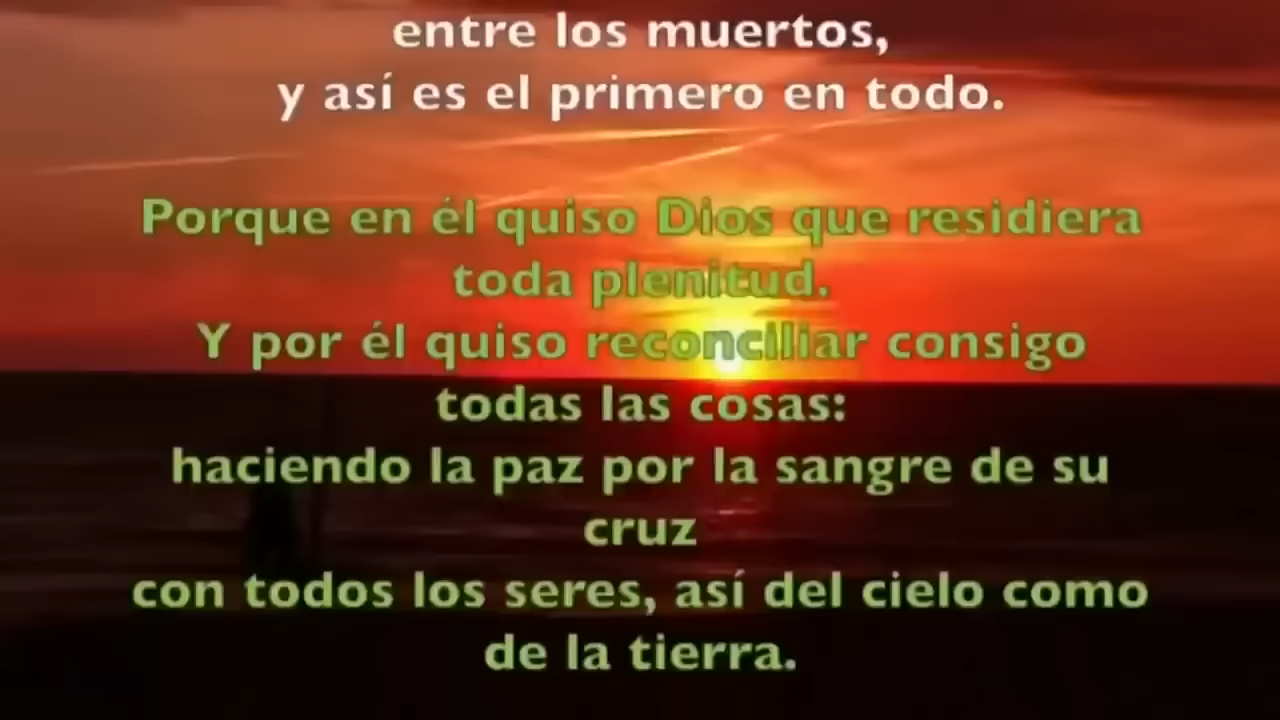 entre los muertos,
y así es el primero en todo.
Porque en él quiso Dios que residiera
toda plenitud.
Y por él quiso reconciliar consigo
todas las cosas:
haciendo la paz por la sangre de su
cruz
con todos los seres, así del cielo como
de la tierra.